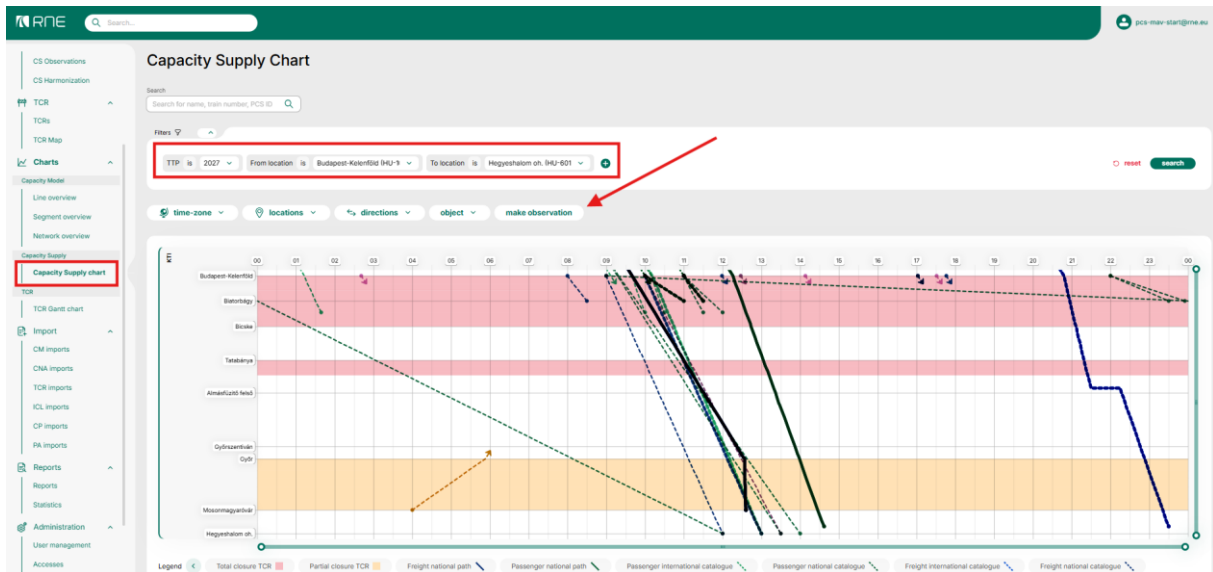 RNE
Search...
pcs-mav-start@rne.eu
CS Observations
CS Harmonization
TCR
TCRs
TCR Map
Charts
Capacity Model
Line overview
Segment overview
Network overview
Capacity Supply
Capacity Supply chart
TCR
TCR Gantt chart
Import
CM imports
CNA imports
TCR imports
ICL imports
CP imports
PA imports
Reports
Reports
Statistics
Administration
User management
Accesses
Capacity Supply Chart
Search
Search for name, train number, PCS ID
Filters
TTP is 2027 From location is Budapest-Kelenföld (HU-1 To location is Hegyeshalom oh. (HU-601
reset search
time-zone locations directions object make observation
KTI
00 01 02 03 04 05 06 07 08 09 10 11 12 13 14 15 16 17 18 19 20 21 22 23 00
Budapest-Kelenföld
Biatorbágy
Bicske
Tatabánya
Almásfüzitő felső
Győrszentiván
Győr
Mosonmagyaróvár
Hegyeshalom oh.
Legend Total closure TCR Partial closure TCR Freight national path Passenger national path Passenger international catalogue Passenger national catalogue Freight international catalogue Freight national catalogue